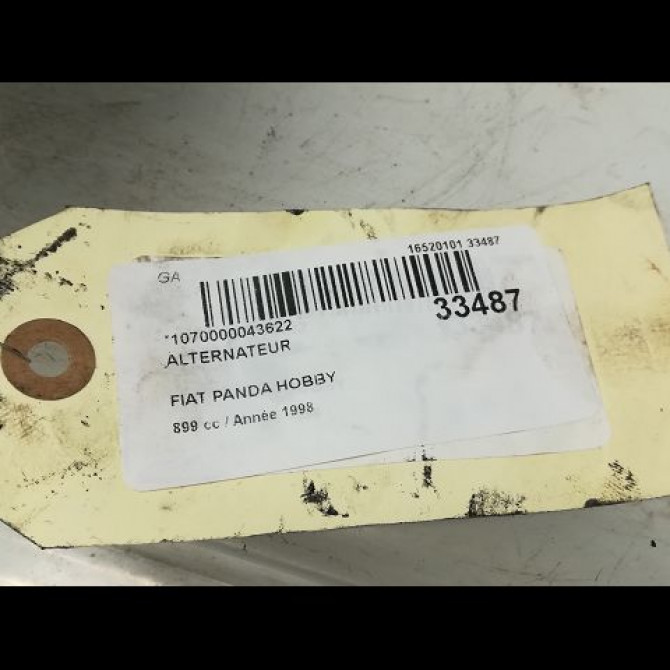 GA 16520101 33487
*1070000043622 33487
ALTERNATEUR
FIAT PANDA HOBBY
899 cc / Année 1998